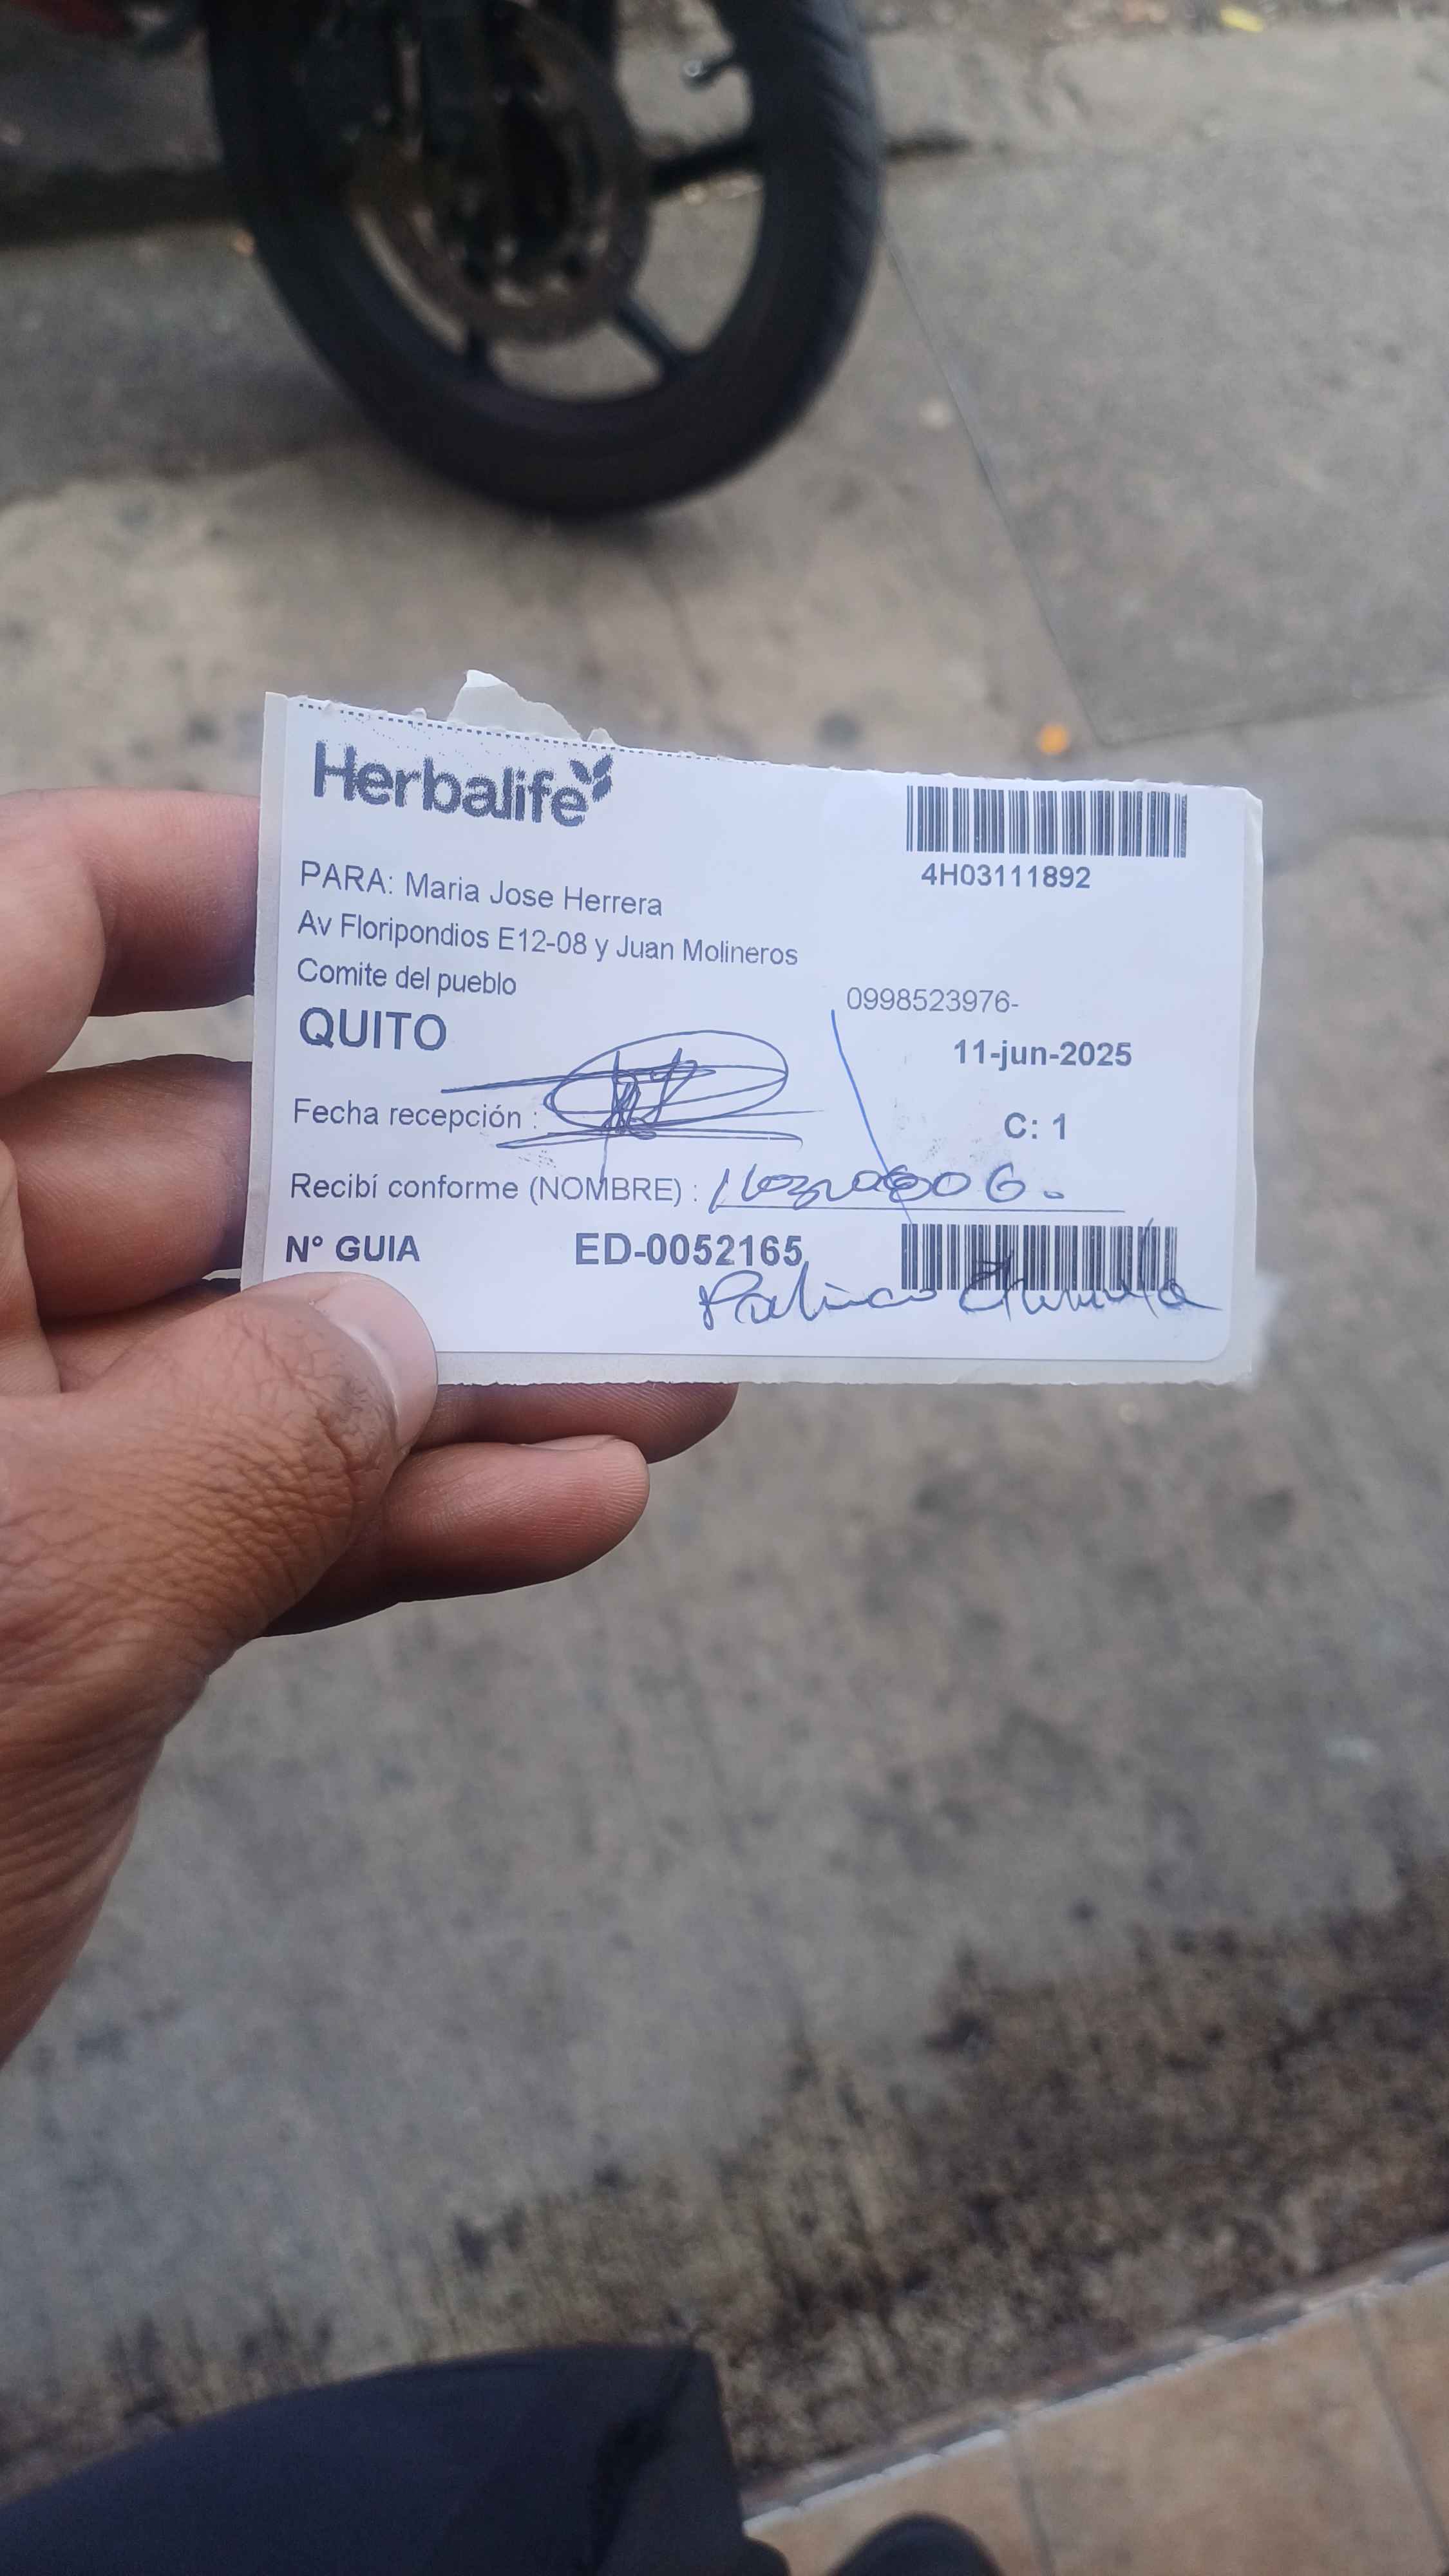 Herbalife
4H03111892
PARA: Maria Jose Herrera
Av Floripondios E12-08 y Juan Molineros
Comite del pueblo
0998523976-
QUITO
11-jun-2025
Fecha recepción :
C: 1
Recibí conforme (NOMBRE) :
N° GUIA ED-0052165